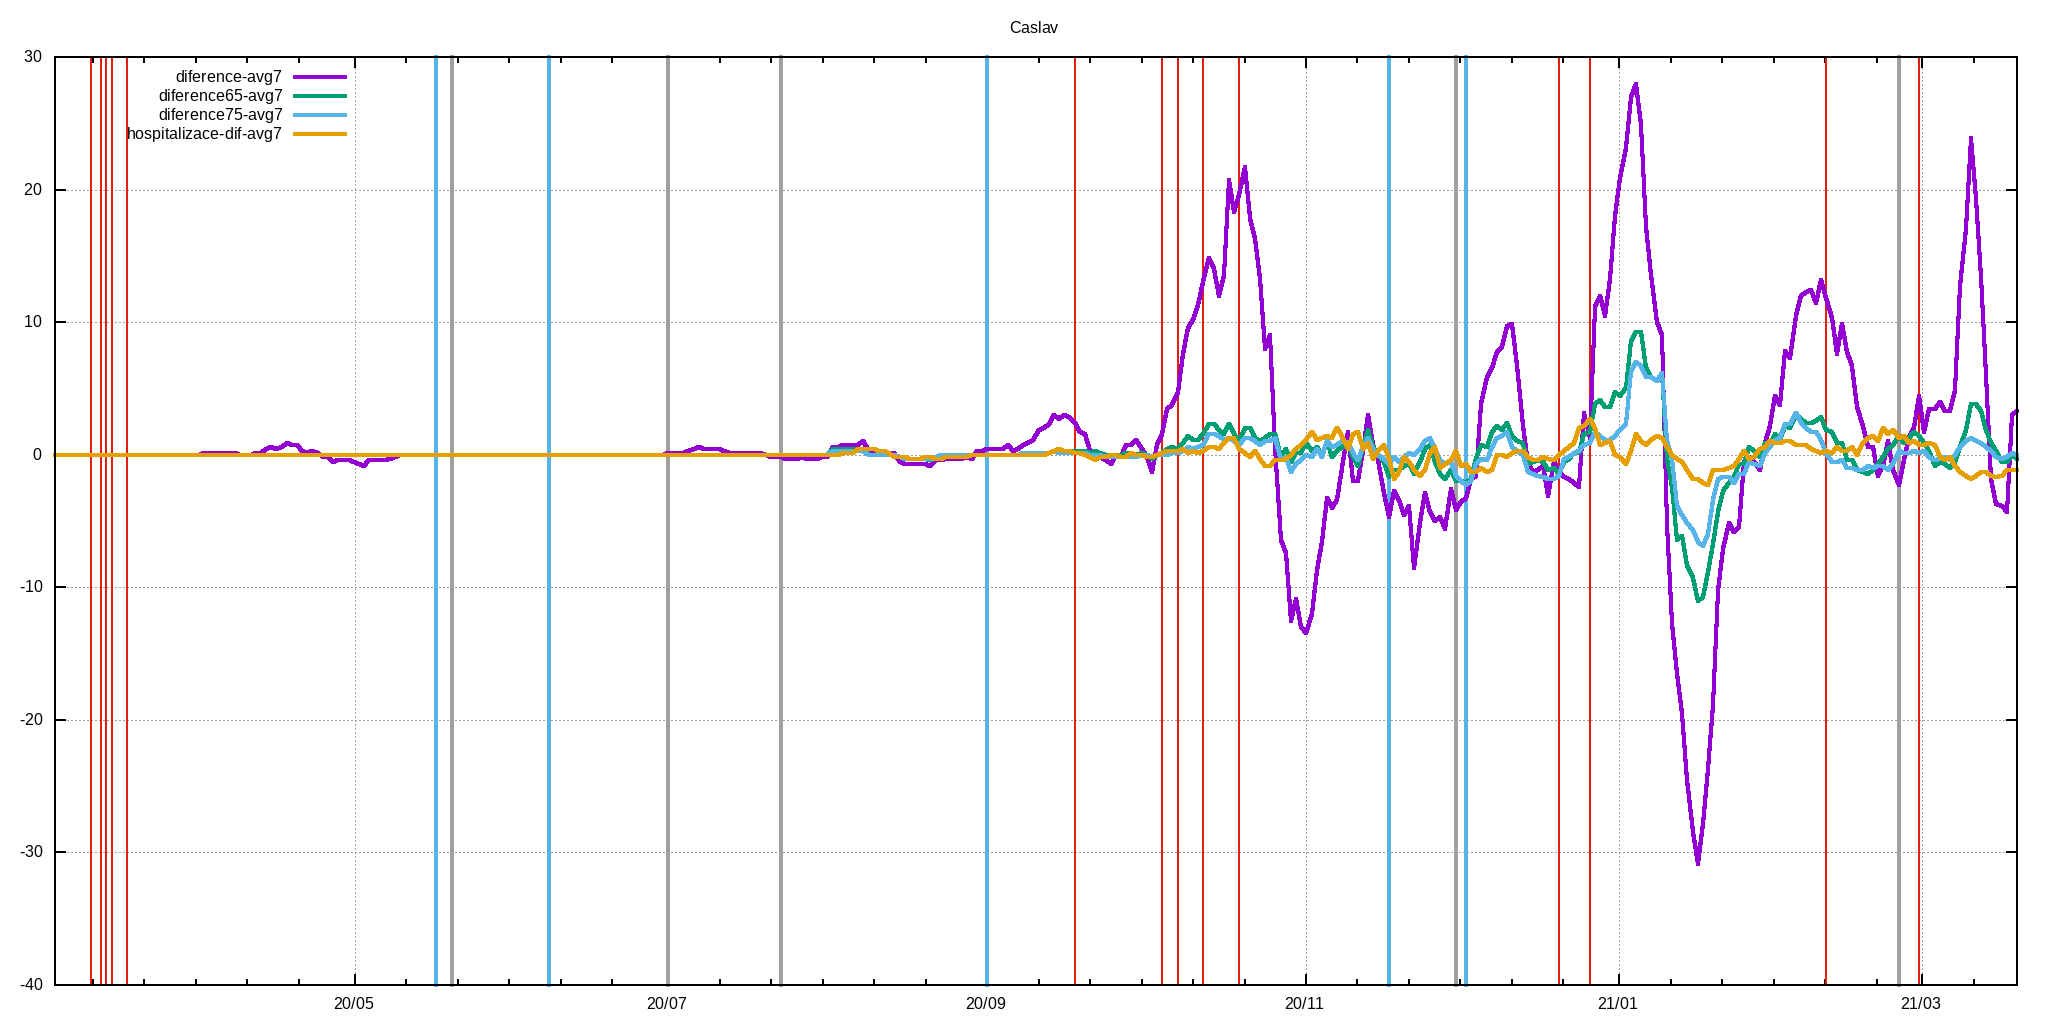 Caslav
30
diference-avg7
diference65-avg7
diference75-avg7
hospitalizace-dif-avg7
20
10
0
-10
-20
-30
-40
20/05 20/07 20/09 20/11 21/01 21/03